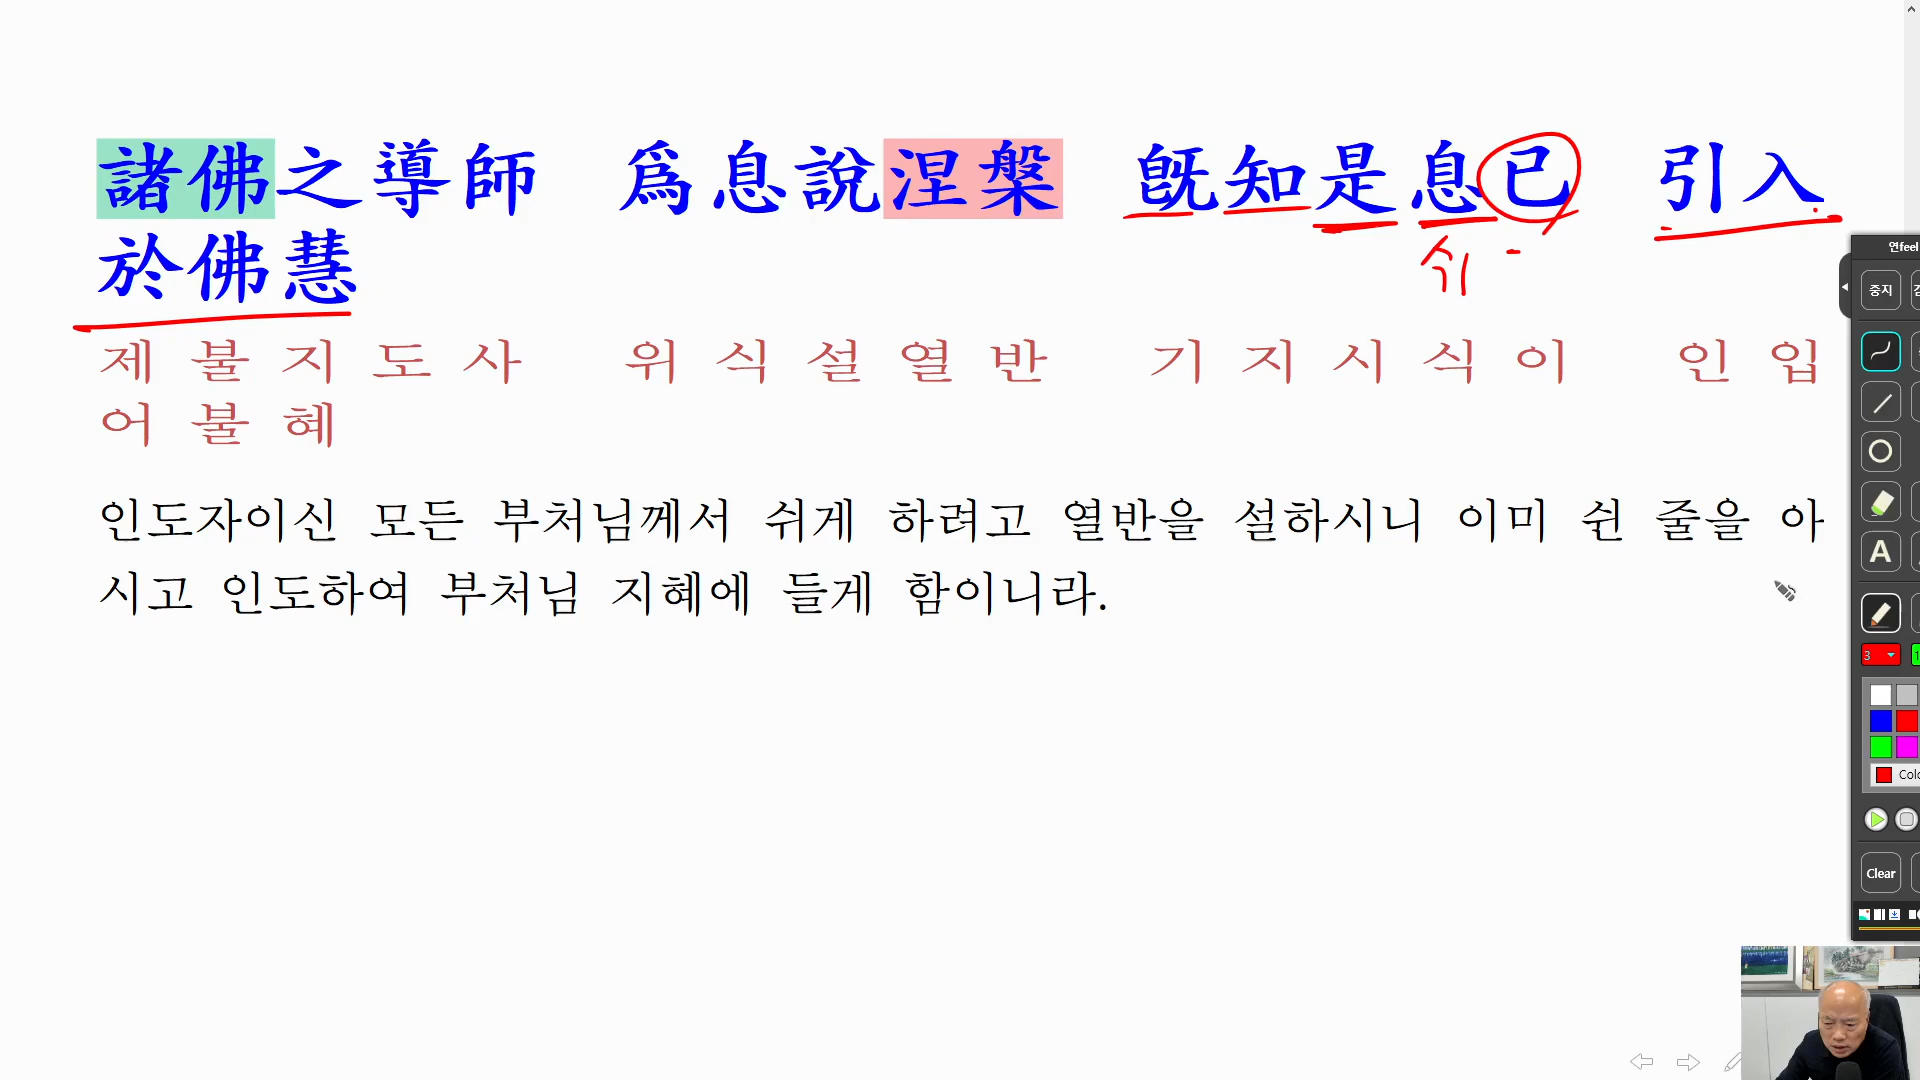 諸佛之導師 爲息說涅槃 旣知是息已 引入
於佛慧
쉬
제불지도사 위식설열반 기지시식이 인입
어불혜
인도자이신 모든 부처님께서 쉬게 하려고 열반을 설하시니 이미 쉰 줄을 아
시고 인도하여 부처님 지혜에 들게 함이니라.
연feel
중지
A
3
Colo
Clear